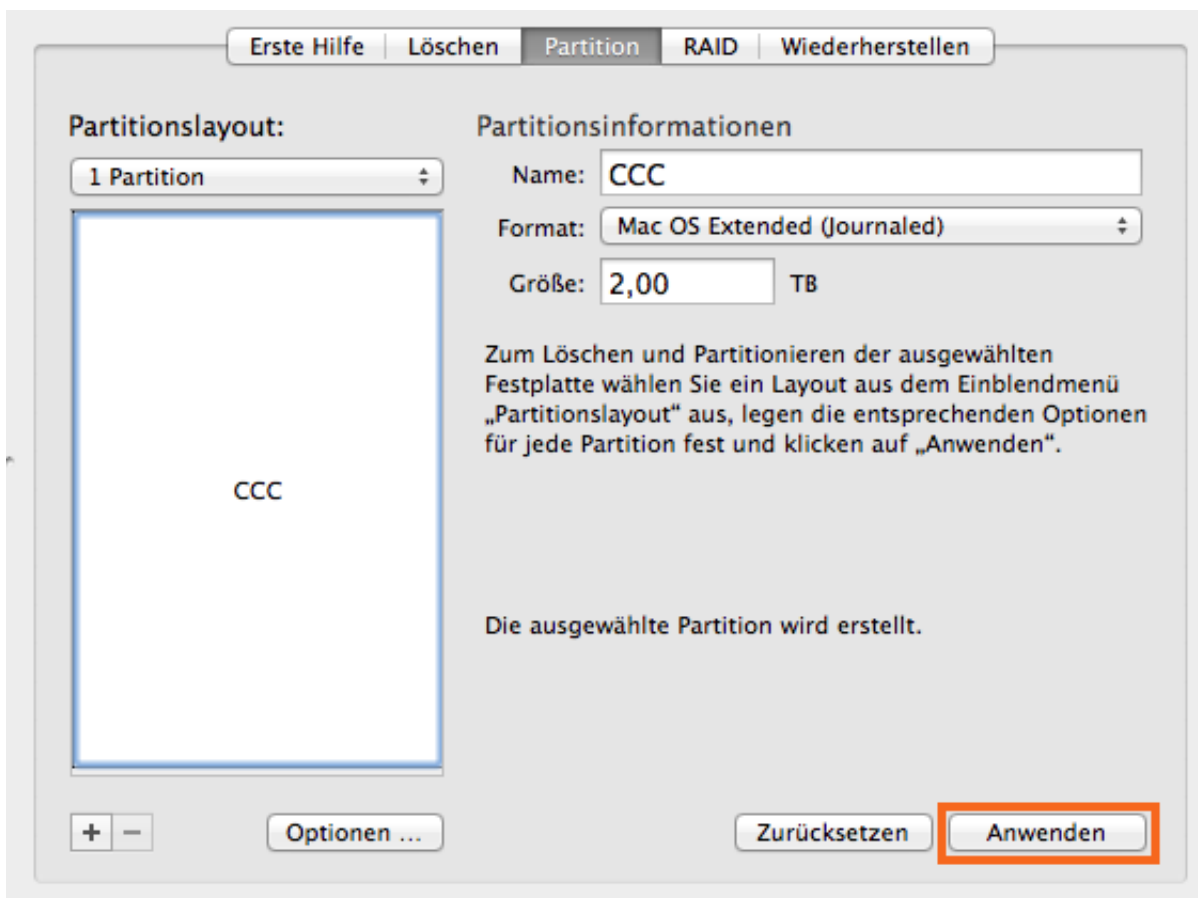 Erste Hilfe Löschen Partition RAID Wiederherstellen
Partitionslayout:
1 Partition
CCC
+ −
Optionen ...
Partitionsinformationen
Name: CCC
Format: Mac OS Extended (Journaled)
Größe: 2,00 TB
Zum Löschen und Partitionieren der ausgewählten
Festplatte wählen Sie ein Layout aus dem Einblendmenü
„Partitionslayout“ aus, legen die entsprechenden Optionen
für jede Partition fest und klicken auf „Anwenden“.
Die ausgewählte Partition wird erstellt.
Zurücksetzen Anwenden